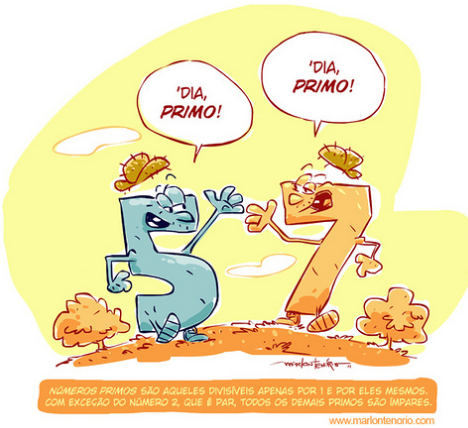 'DIA,
PRIMO!
'DIA,
PRIMO!
5
7
NÚMEROS PRIMOS SÃO AQUELES DIVISÍVEIS APENAS POR 1 E POR ELES MESMOS.
COM EXCEÇÃO DO NÚMERO 2, QUE É PAR, TODOS OS DEMAIS PRIMOS SÃO ÍMPARES.
www.marlontenorio.com